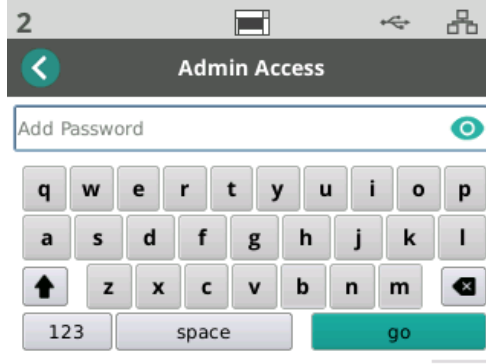 2
Admin Access
Add Password
q w e r t y u i o p
a s d f g h j k l
z x c v b n m
123 space go